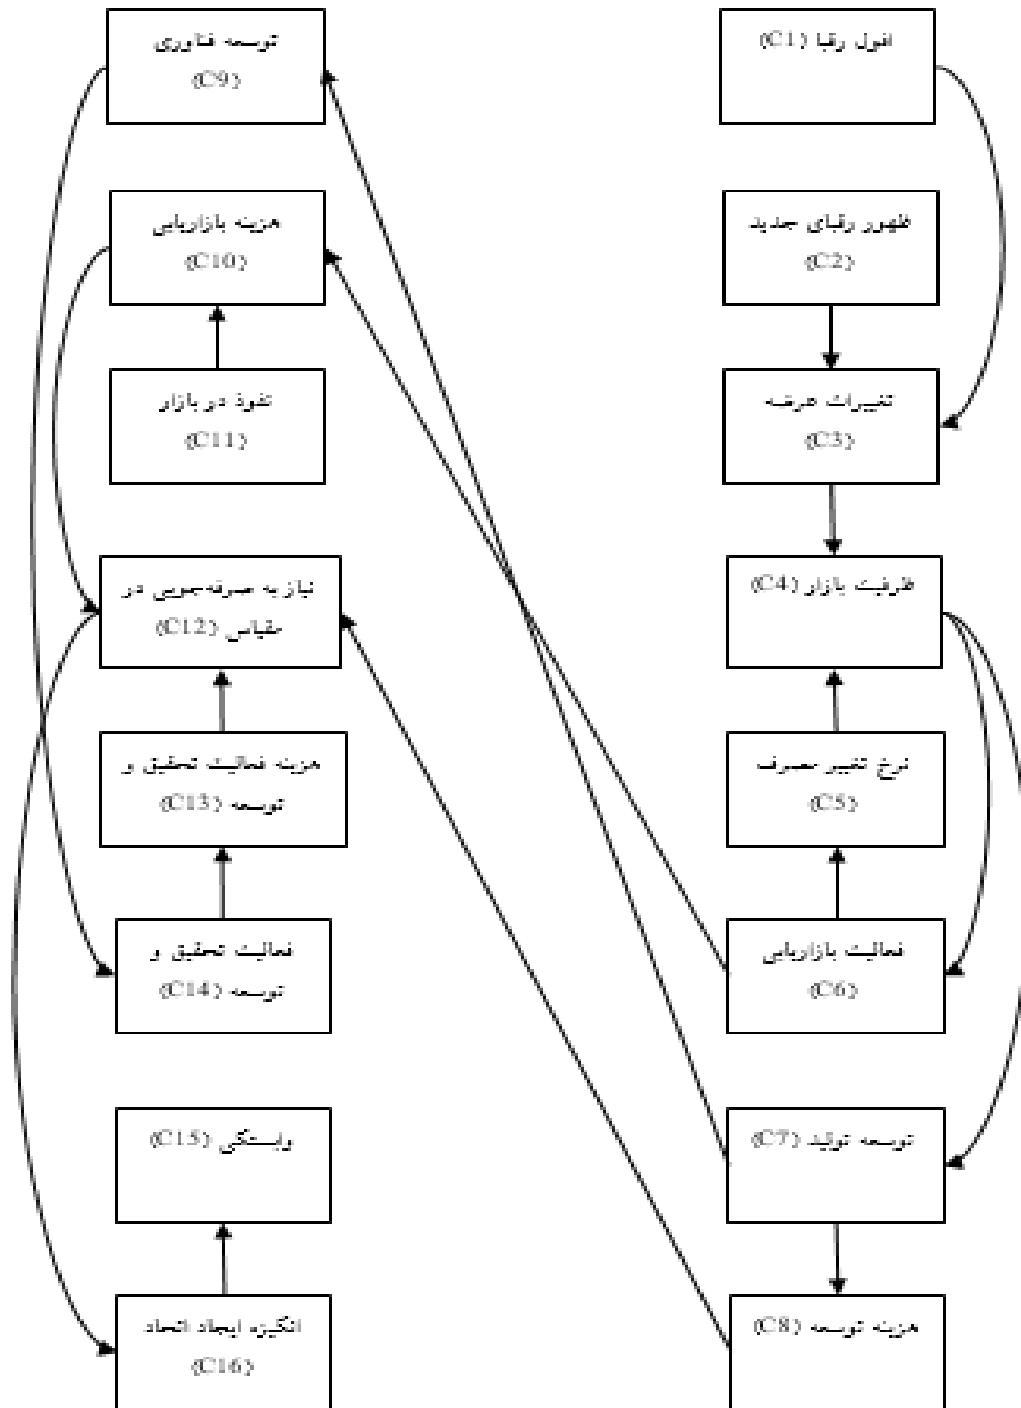 افول رقبا (C1)
ظهور رقبای جدید
(C2)
تغییرات عرضه
(C3)
ظرفیت بازار (C4)
نرخ تغییر مصرف
(C5)
فعالیت بازاریابی
(C6)
توسعه تولید (C7)
هزینه توسعه (C8)
توسعه فناوری
(C9)
هزینه بازاریابی
(C10)
نفوذ در بازار
(C11)
نیاز به صرفه‌جویی در
مقیاس (C12)
هزینه فعالیت تحقیق و
توسعه (C13)
فعالیت تحقیق و
توسعه (C14)
وابستگی (C15)
انگیزه ایجاد اتحاد
(C16)